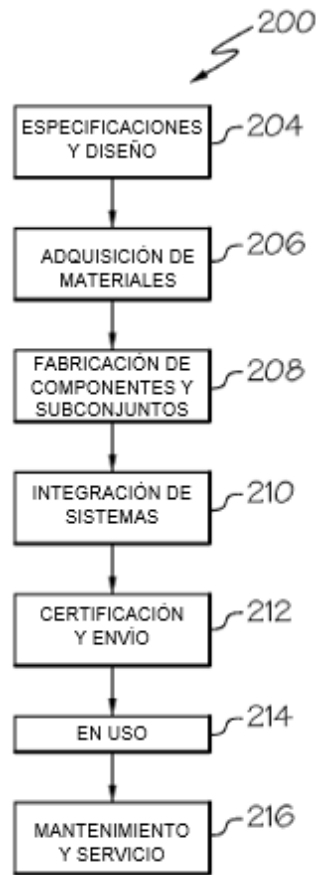 200
ESPECIFICACIONES
Y DISEÑO
204
ADQUISICIÓN DE
MATERIALES
206
FABRICACIÓN DE
COMPONENTES Y
SUBCONJUNTOS
208
INTEGRACIÓN DE
SISTEMAS
210
CERTIFICACIÓN
Y ENVÍO
212
EN USO
214
MANTENIMIENTO
Y SERVICIO
216